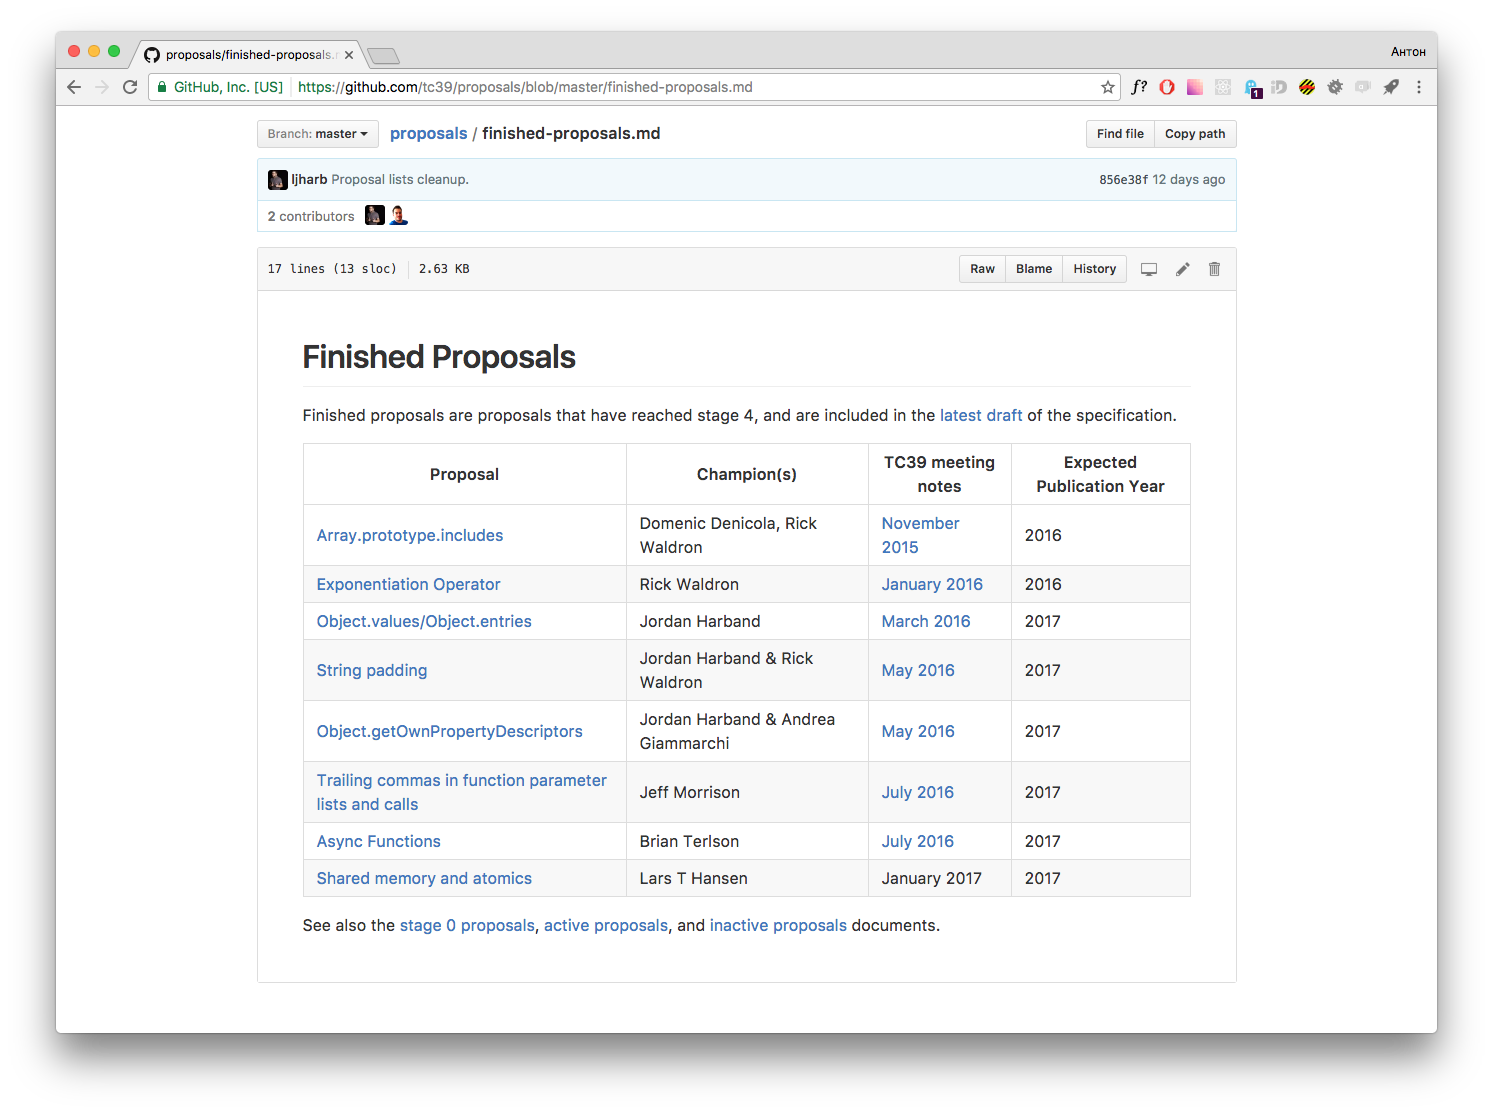 proposals/finished-proposals.
Антон
GitHub, Inc. [US] https://github.com/tc39/proposals/blob/master/finished-proposals.md
f?
1
Branch: master proposals / finished-proposals.md Find file Copy path
ljharb Proposal lists cleanup. 856e38f 12 days ago
2 contributors
17 lines (13 sloc) 2.63 KB Raw Blame History
Finished Proposals
Finished proposals are proposals that have reached stage 4, and are included in the latest draft of the specification.
Proposal Champion(s) TC39 meeting notes Expected Publication Year
Array.prototype.includes Domenic Denicola, Rick Waldron November 2015 2016
Exponentiation Operator Rick Waldron January 2016 2016
Object.values/Object.entries Jordan Harband March 2016 2017
String padding Jordan Harband & Rick Waldron May 2016 2017
Object.getOwnPropertyDescriptors Jordan Harband & Andrea Giammarchi May 2016 2017
Trailing commas in function parameter lists and calls Jeff Morrison July 2016 2017
Async Functions Brian Terlson July 2016 2017
Shared memory and atomics Lars T Hansen January 2017 2017
See also the stage 0 proposals, active proposals, and inactive proposals documents.